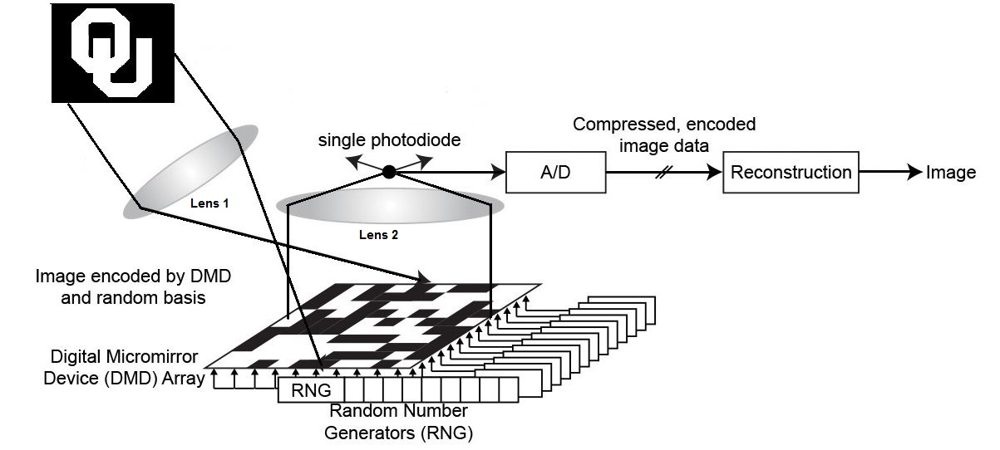 OU
single photodiode
Compressed, encoded
image data
A/D
Reconstruction
Image
Lens 1
Lens 2
Image encoded by DMD
and random basis
Digital Micromirror
Device (DMD) Array
RNG
Random Number
Generators (RNG)